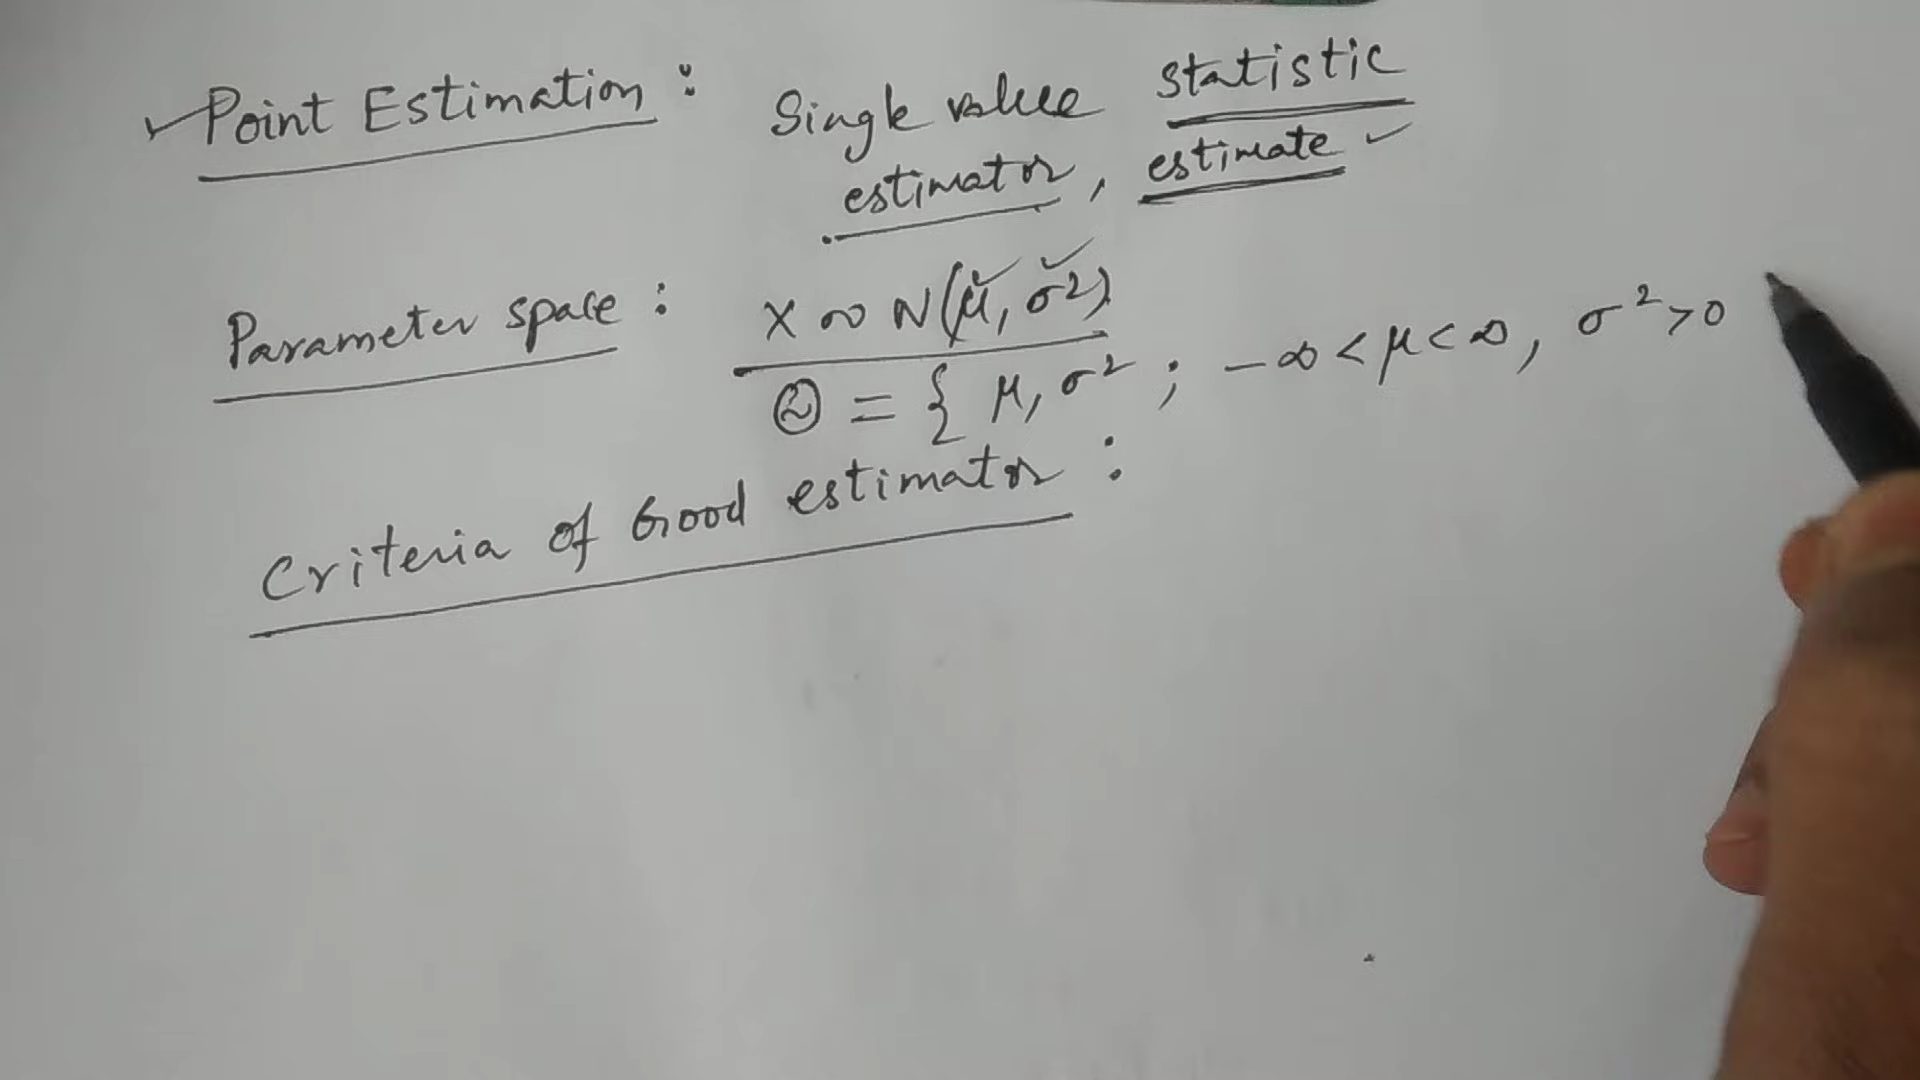 Point Estimation : Single value statistic
estimator, estimate
Parameter space : X ~ N(μ, σ²)
Θ = { μ, σ² ; -∞ < μ < ∞, σ² > 0
Criteria of Good estimator :